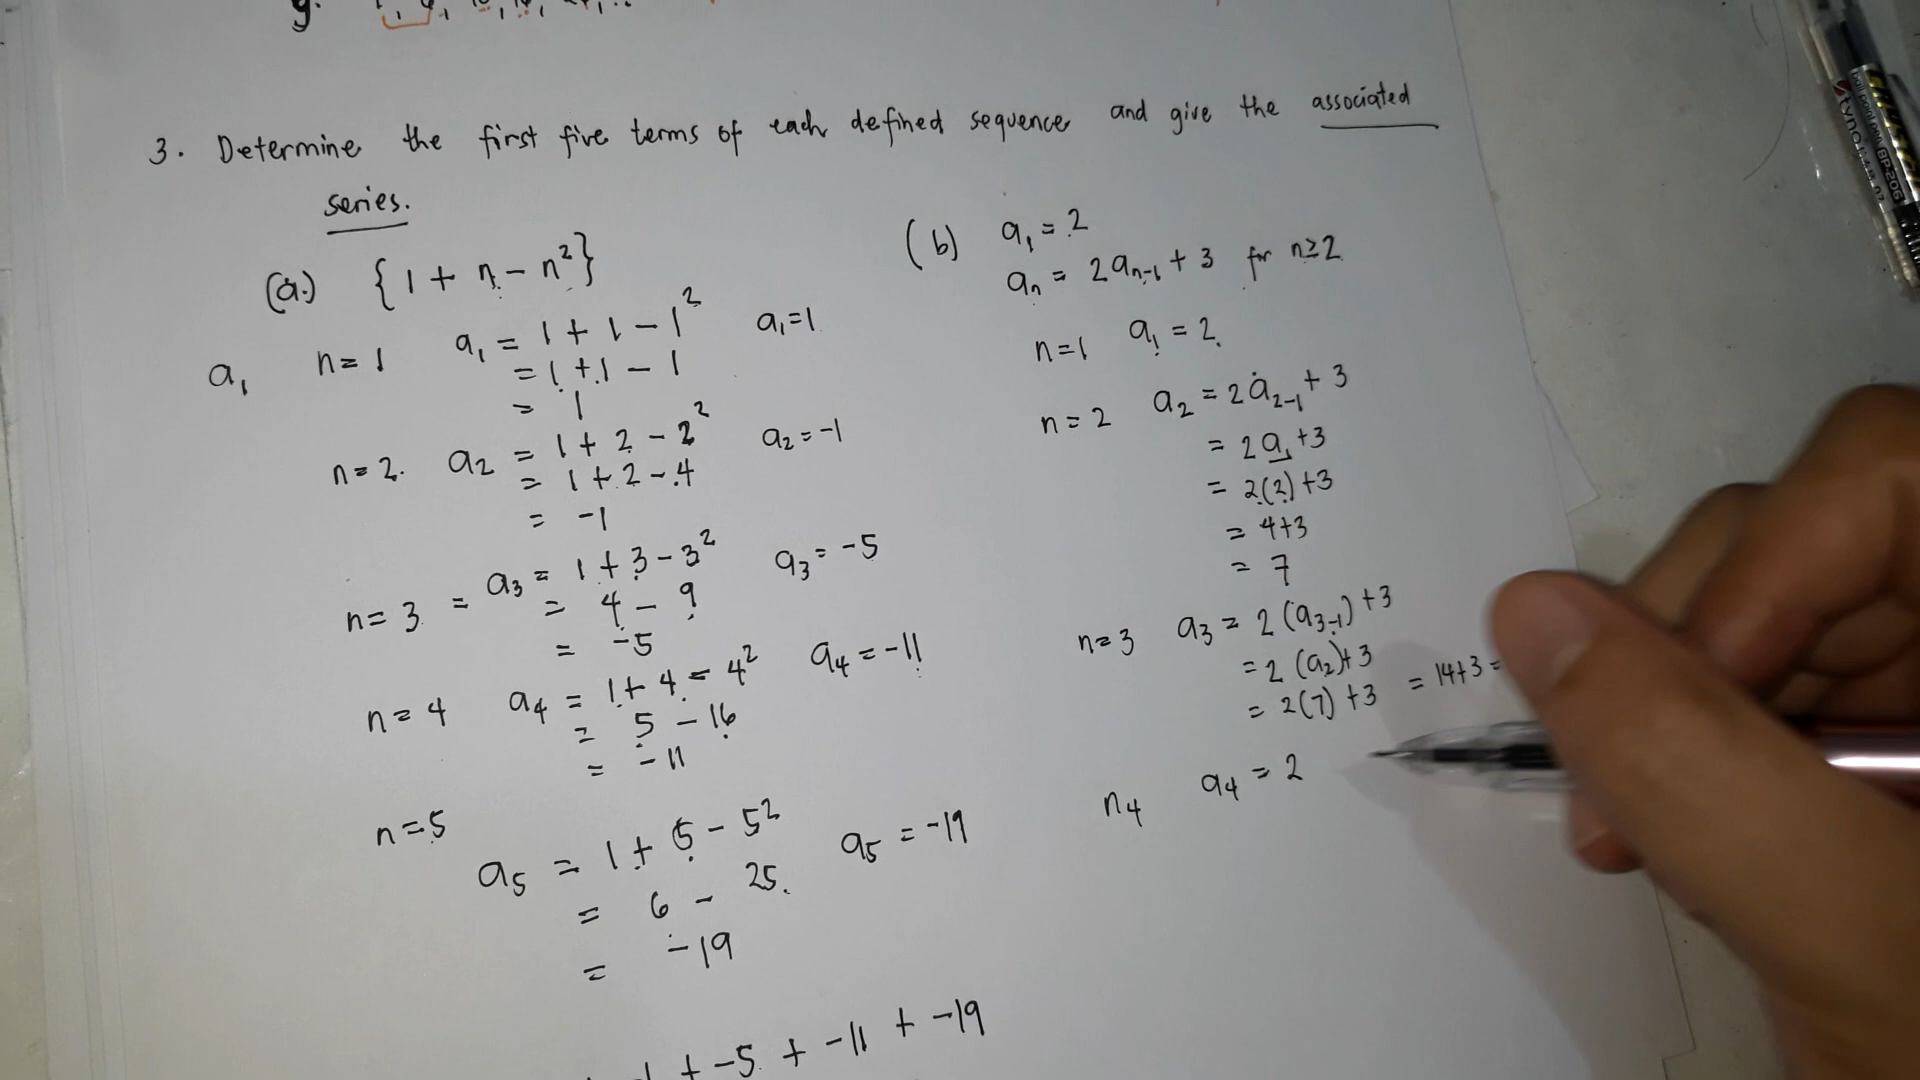 3. Determine the first five terms of each defined sequence and give the associated
series.
(a.) {1 + n - n²}
a₁ n = 1 a₁ = 1 + 1 - 1² a₁=1
= 1 + 1 - 1
= 1
n = 2. a₂ = 1 + 2 - 2² a₂ = -1
= 1 + 2 - 4
= -1
n = 3 = a₃ = 1 + 3 - 3² a₃ = -5
= 4 - 9
= -5
n = 4 a₄ = 1 + 4 - 4² a₄ = -11
= 5 - 16
= -11
n = 5
a₅ = 1 + 5 - 5² a₅ = -19
= 6 - 25.
= -19
+ -5 + -11 + -19
(b) a₁ = 2
aₙ = 2aₙ₋₁ + 3 for n≥2
n=1 a₁ = 2
n = 2 a₂ = 2a₂₋₁ + 3
= 2a₁ + 3
= 2(2) + 3
= 4+3
= 7
n = 3 a₃ = 2 (a₃₋₁) + 3
= 2 (a₂) + 3
= 2(7) + 3 = 14+3 =
n₄ a₄ = 2